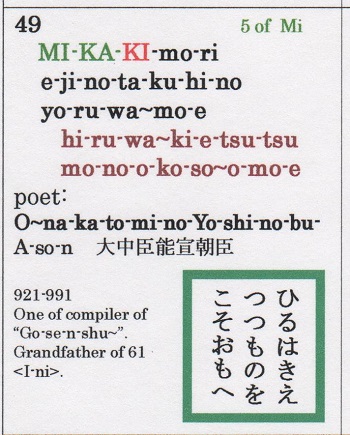 49
5 of Mi
MI-KA-KI-mo-ri
e-ji-no-ta-ku-hi-no
yo-ru-wa~mo-e
hi-ru-wa~ki-e-tsu-tsu
mo-no-o-ko-so~o-mo-e
poet:
O~na-ka-to-mi-no-Yo-shi-no-bu-
A-so-n 大中臣能宣朝臣
921-991
One of compiler of
“Go-se-n-shu~”.
Grandfather of 61
<I-ni>.
ひるはきえ
つつものを
こそおもへ